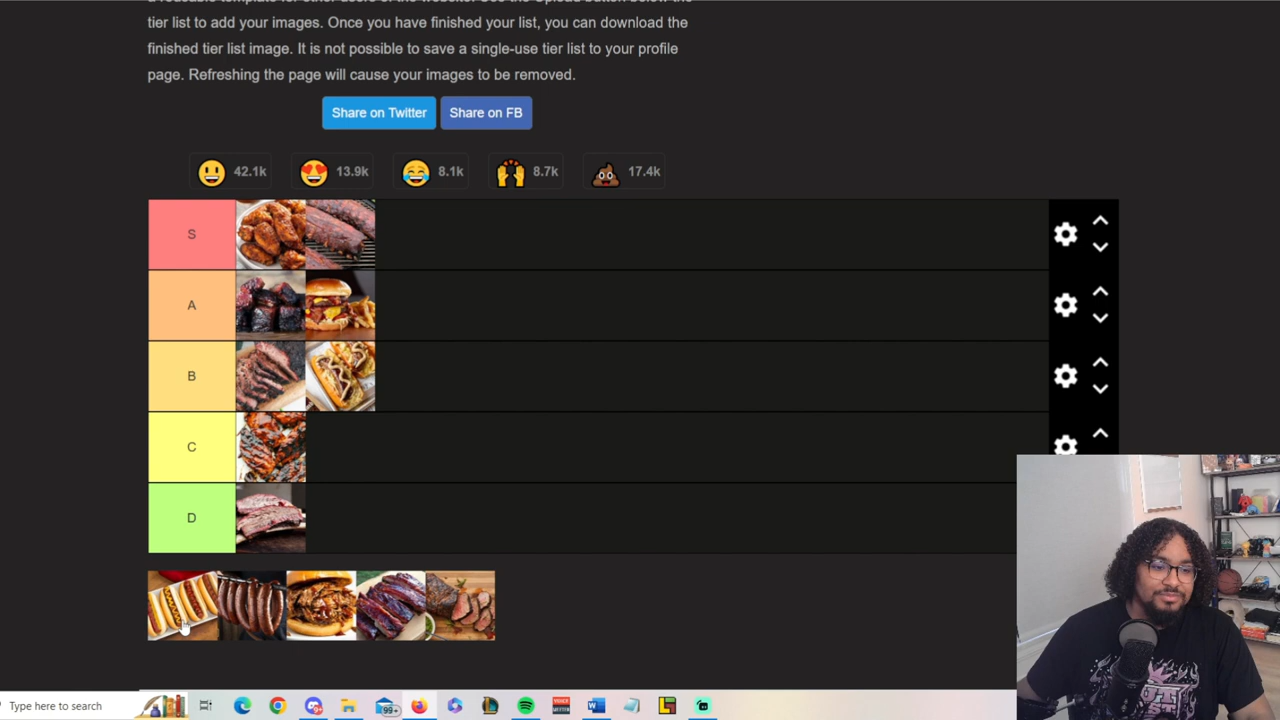 tier list to add your images. Once you have finished your list, you can download the
finished tier list image. It is not possible to save a single-use tier list to your profile
page. Refreshing the page will cause your images to be removed.
Share on Twitter Share on FB
42.1k 13.9k 8.1k 8.7k 17.4k
S
A
B
C
D
Type here to search
99+